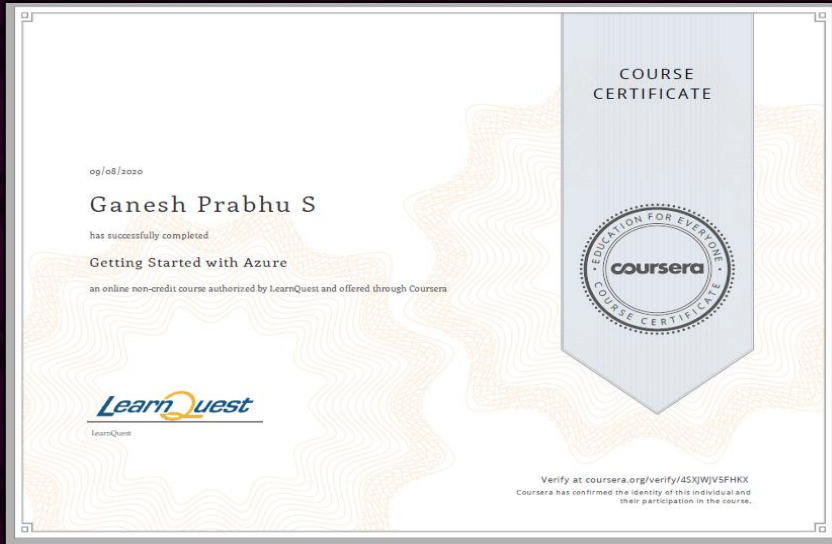 COURSE
CERTIFICATE
09/08/2020
Ganesh Prabhu S
has successfully completed
Getting Started with Azure
an online non-credit course authorized by LearnQuest and offered through Coursera
EDUCATION FOR EVERYONE
coursera
COURSE CERTIFICATE
LearnQuest
LearnQuest
Verify at coursera.org/verify/4SXJWJV5FHKX
Coursera has confirmed the identity of this individual and
their participation in the course.